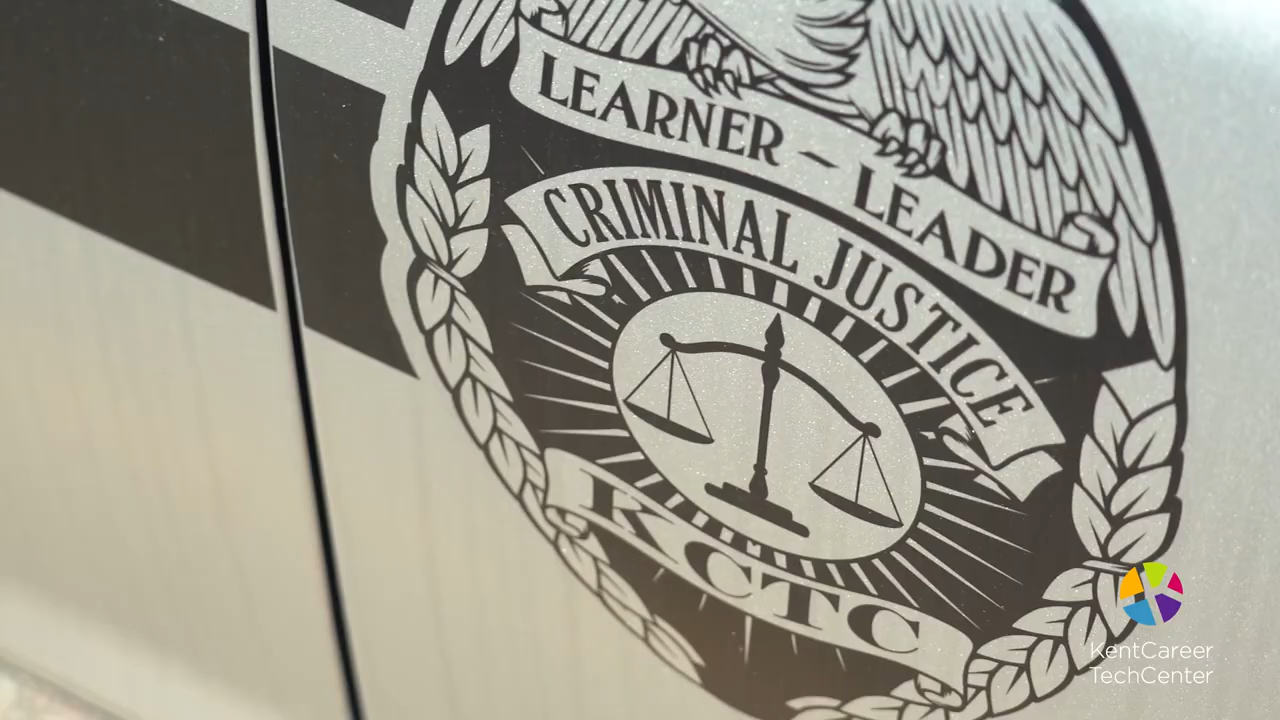 LEARNER ~ LEADER
CRIMINAL JUSTICE
KCTC
KentCareer
TechCenter